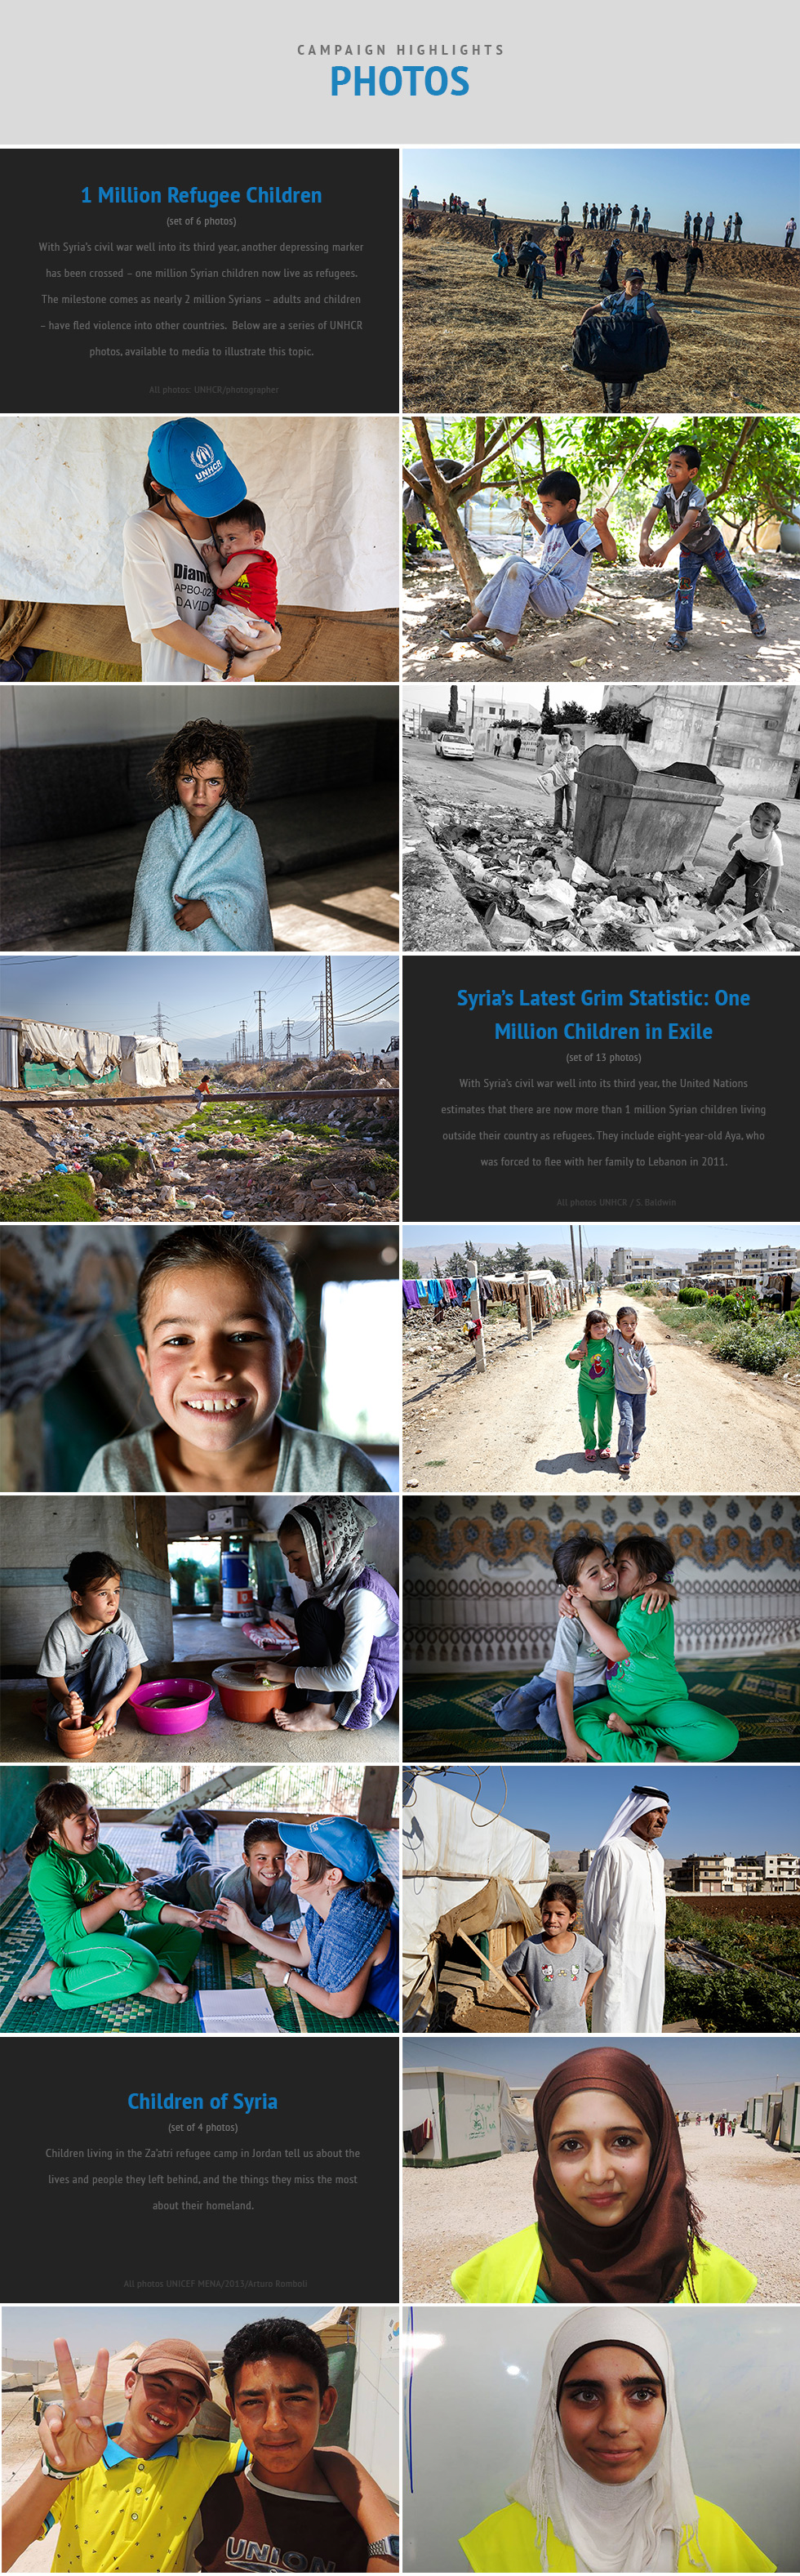 CAMPAIGN HIGHLIGHTS
PHOTOS
1 Million Refugee Children
(set of 6 photos)
With Syria's civil war well into its third year, another depressing marker
has been crossed – one million Syrian children now live as refugees.
The milestone comes as nearly 2 million Syrians – adults and children
– have fled violence into other countries. Below are a series of UNHCR
photos, available to media to illustrate this topic.
All photos: UNHCR/photographer
UNHCR
Diam
APBO-02
DAVID
Syria's Latest Grim Statistic: One
Million Children in Exile
(set of 13 photos)
With Syria's civil war well into its third year, the United Nations
estimates that there are now more than 1 million Syrian children living
outside their country as refugees. They include eight-year-old Aya, who
was forced to flee with her family to Lebanon in 2011.
All photos UNHCR / S. Baldwin
Children of Syria
(set of 4 photos)
Children living in the Za'atri refugee camp in Jordan tell us about the
lives and people they left behind, and the things they miss the most
about their homeland.
All photos UNICEF MENA/2013/Arturo Romboli
UNION